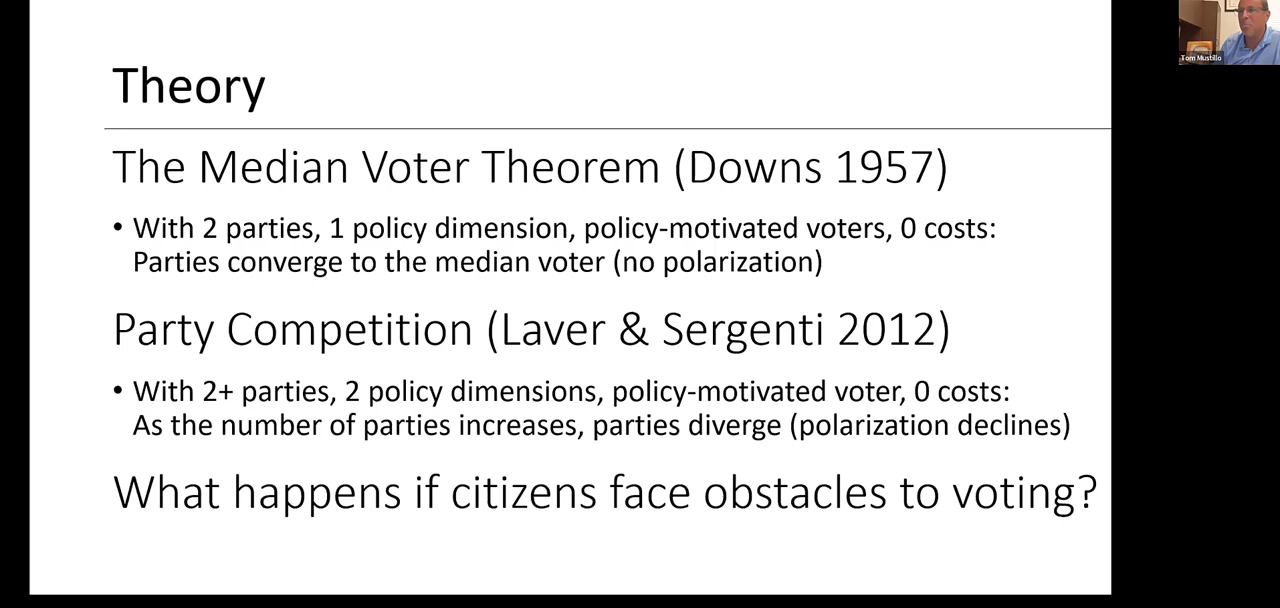 Theory
The Median Voter Theorem (Downs 1957)
• With 2 parties, 1 policy dimension, policy-motivated voters, 0 costs:
Parties converge to the median voter (no polarization)
Party Competition (Laver & Sergenti 2012)
• With 2+ parties, 2 policy dimensions, policy-motivated voter, 0 costs:
As the number of parties increases, parties diverge (polarization declines)
What happens if citizens face obstacles to voting?
Tom Mustillo